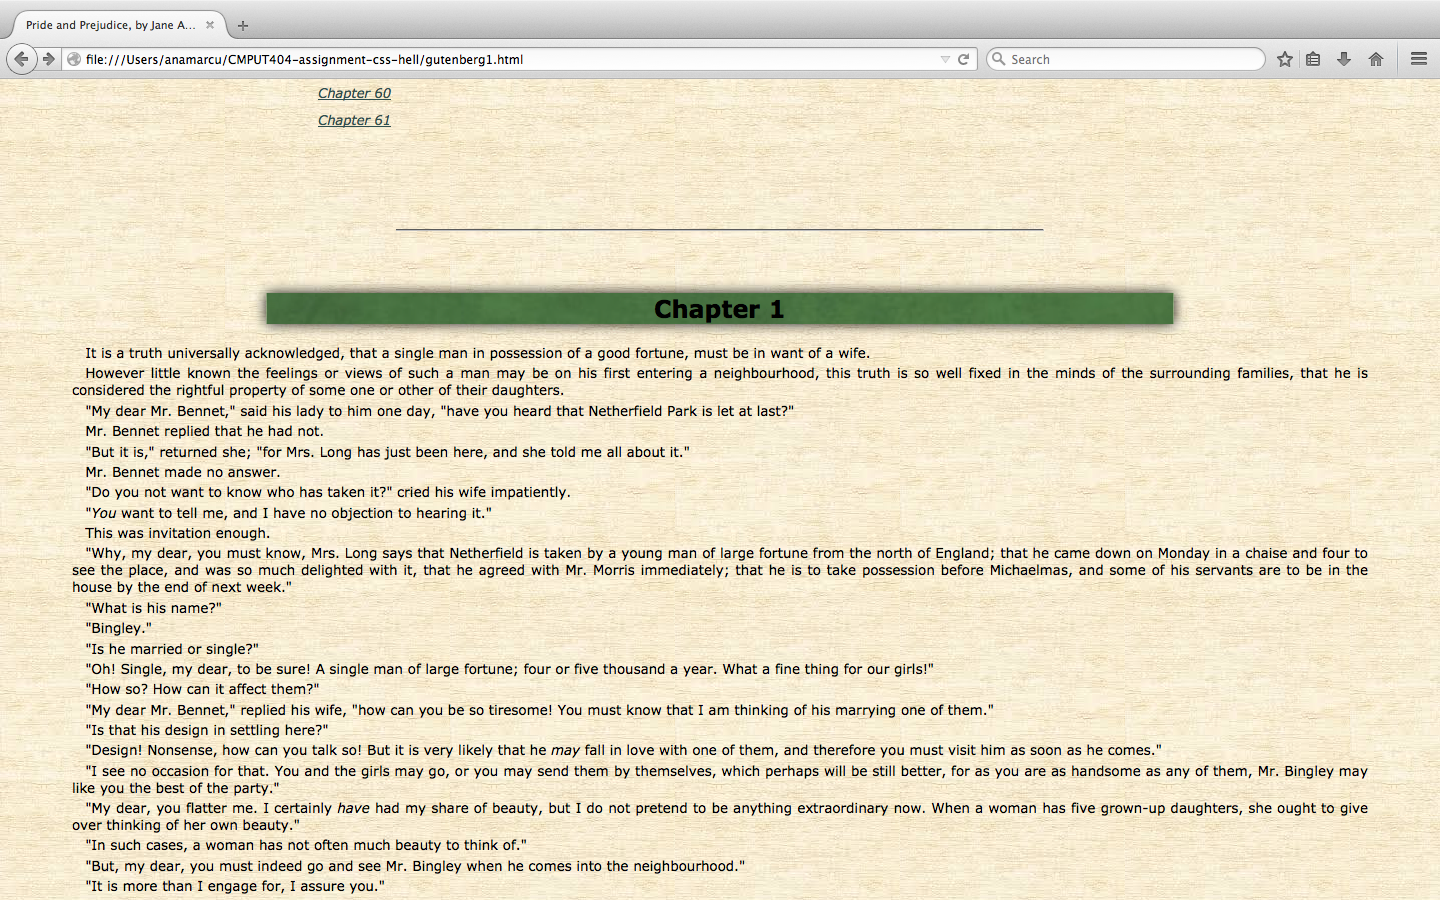 Pride and Prejudice, by Jane A...
file:///Users/anamarcu/CMPUT404-assignment-css-hell/gutenberg1.html
Search
Chapter 60
Chapter 61
Chapter 1
It is a truth universally acknowledged, that a single man in possession of a good fortune, must be in want of a wife.
However little known the feelings or views of such a man may be on his first entering a neighbourhood, this truth is so well fixed in the minds of the surrounding families, that he is
considered the rightful property of some one or other of their daughters.
"My dear Mr. Bennet," said his lady to him one day, "have you heard that Netherfield Park is let at last?"
Mr. Bennet replied that he had not.
"But it is," returned she; "for Mrs. Long has just been here, and she told me all about it."
Mr. Bennet made no answer.
"Do you not want to know who has taken it?" cried his wife impatiently.
"You want to tell me, and I have no objection to hearing it."
This was invitation enough.
"Why, my dear, you must know, Mrs. Long says that Netherfield is taken by a young man of large fortune from the north of England; that he came down on Monday in a chaise and four to
see the place, and was so much delighted with it, that he agreed with Mr. Morris immediately; that he is to take possession before Michaelmas, and some of his servants are to be in the
house by the end of next week."
"What is his name?"
"Bingley."
"Is he married or single?"
"Oh! Single, my dear, to be sure! A single man of large fortune; four or five thousand a year. What a fine thing for our girls!"
"How so? How can it affect them?"
"My dear Mr. Bennet," replied his wife, "how can you be so tiresome! You must know that I am thinking of his marrying one of them."
"Is that his design in settling here?"
"Design! Nonsense, how can you talk so! But it is very likely that he may fall in love with one of them, and therefore you must visit him as soon as he comes."
"I see no occasion for that. You and the girls may go, or you may send them by themselves, which perhaps will be still better, for as you are as handsome as any of them, Mr. Bingley may
like you the best of the party."
"My dear, you flatter me. I certainly have had my share of beauty, but I do not pretend to be anything extraordinary now. When a woman has five grown-up daughters, she ought to give
over thinking of her own beauty."
"In such cases, a woman has not often much beauty to think of."
"But, my dear, you must indeed go and see Mr. Bingley when he comes into the neighbourhood."
"It is more than I engage for, I assure you."